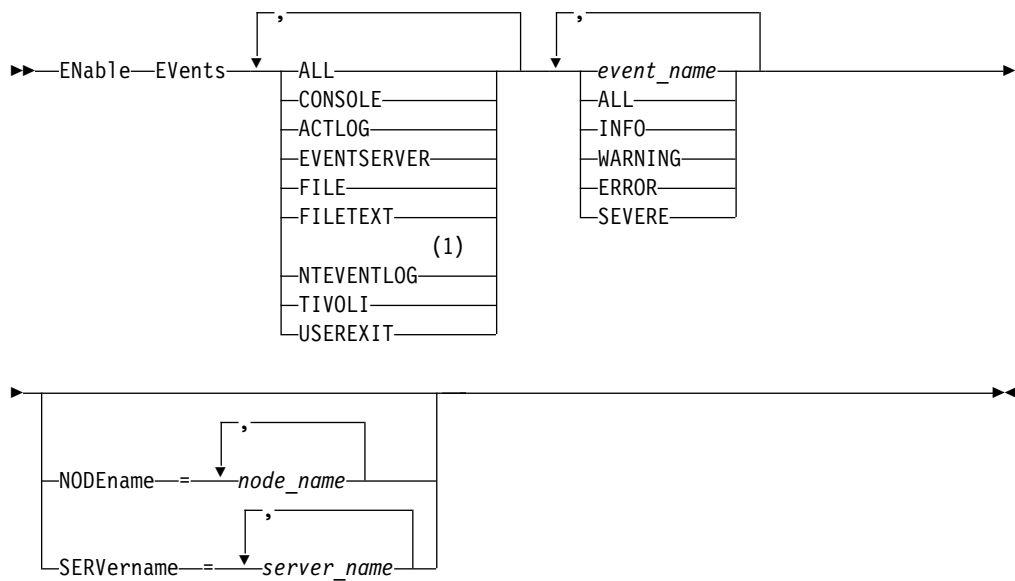 , ,
ENable EVents ALL event_name
CONSOLE ALL
ACTLOG INFO
EVENTSERVER WARNING
FILE ERROR
FILETEXT SEVERE
(1)
NTEVENTLOG
TIVOLI
USEREXIT
,
NODEname = node_name
,
SERVername = server_name